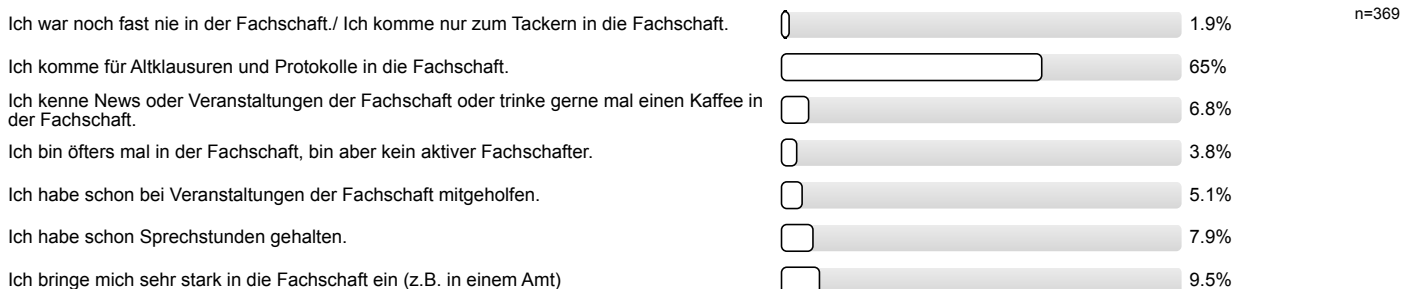 Ich war noch fast nie in der Fachschaft./ Ich komme nur zum Tackern in die Fachschaft. 1.9% n=369
Ich komme für Altklausuren und Protokolle in die Fachschaft. 65%
Ich kenne News oder Veranstaltungen der Fachschaft oder trinke gerne mal einen Kaffee in
der Fachschaft. 6.8%
Ich bin öfters mal in der Fachschaft, bin aber kein aktiver Fachschafter. 3.8%
Ich habe schon bei Veranstaltungen der Fachschaft mitgeholfen. 5.1%
Ich habe schon Sprechstunden gehalten. 7.9%
Ich bringe mich sehr stark in die Fachschaft ein (z.B. in einem Amt) 9.5%